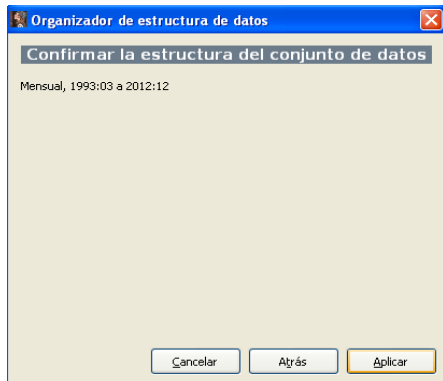 Organizador de estructura de datos
Confirmar la estructura del conjunto de datos
Mensual, 1993:03 a 2012:12
Cancelar Atrás Aplicar